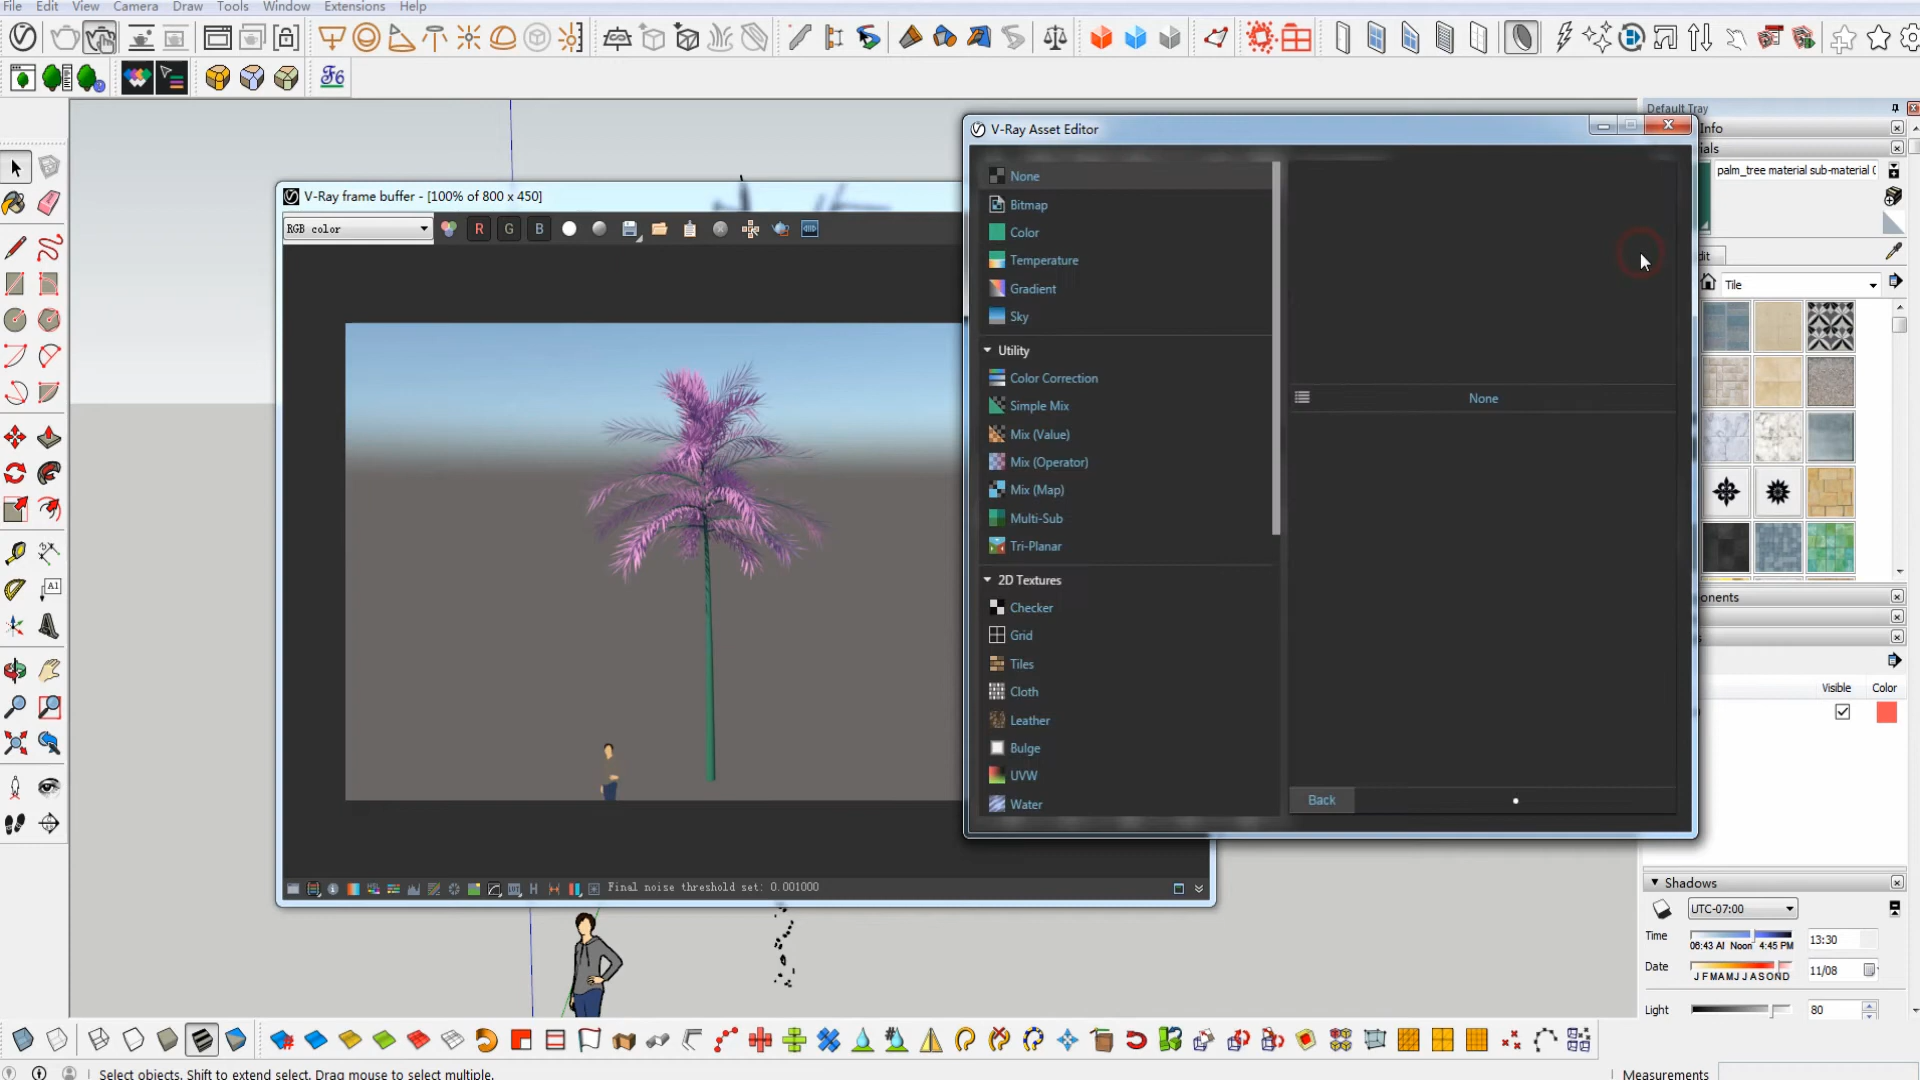 File Edit View Camera Draw Tools Window Extensions Help
F6
V-Ray frame buffer - [100% of 800 x 450]
RGB color
R G B
Final noise threshold set: 0.001000
V-Ray Asset Editor
None
Bitmap
Color
Temperature
Gradient
Sky
Utility
Color Correction
Simple Mix
Mix (Value)
Mix (Operator)
Mix (Map)
Multi-Sub
Tri-Planar
2D Textures
Checker
Grid
Tiles
Cloth
Leather
Bulge
UVW
Water
None
Back
Default Tray
Info
ials
palm_tree material sub-material (
dit
Tile
onents
Visible Color
Shadows
UTC-07:00
Time 06:43 AI Noon 4:45 PM 13:30
Date J F M A M J J A S O N D 11/08
Light 80
A1
Select objects. Shift to extend select. Drag mouse to select multiple.
Measurements